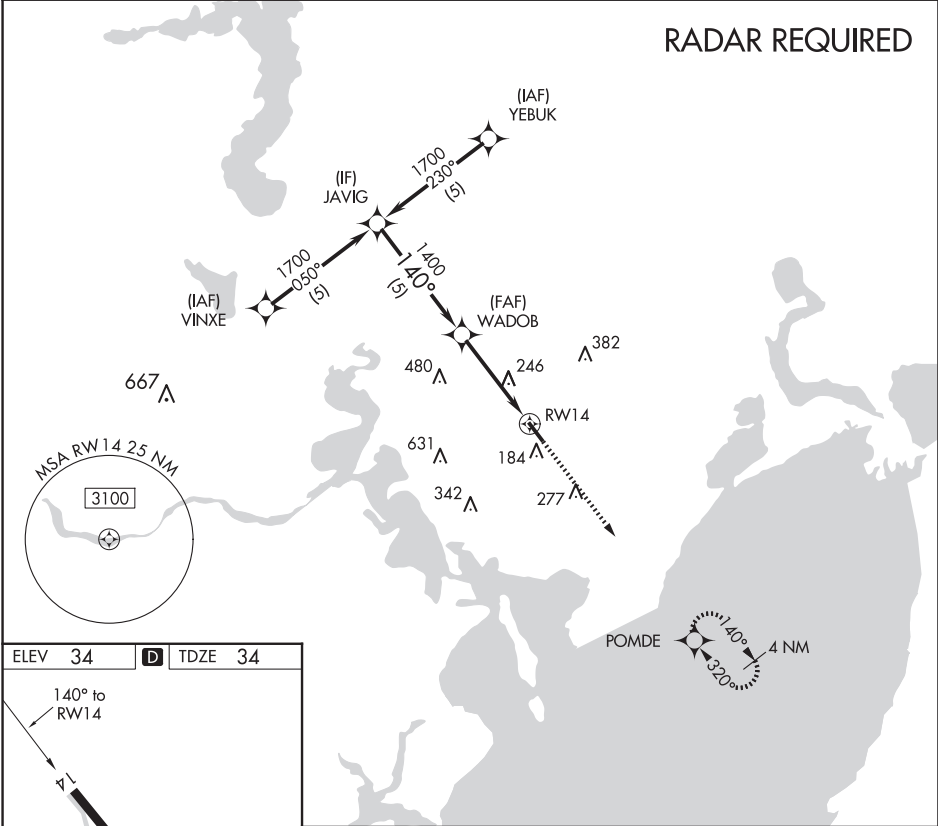 RADAR REQUIRED
(IAF)
YEBUK
1700
230°
(5)
(IF)
JAVIG
1700
050°
(5)
1400
140°
(5)
(IAF)
VINXE
(FAF)
WADOB
382
480
246
667
RW14
631
184
MSA RW14 25 NM
3100
342
277
POMDE
140°
4 NM
320°
ELEV 34
D
TDZE 34
140° to
RW14
14